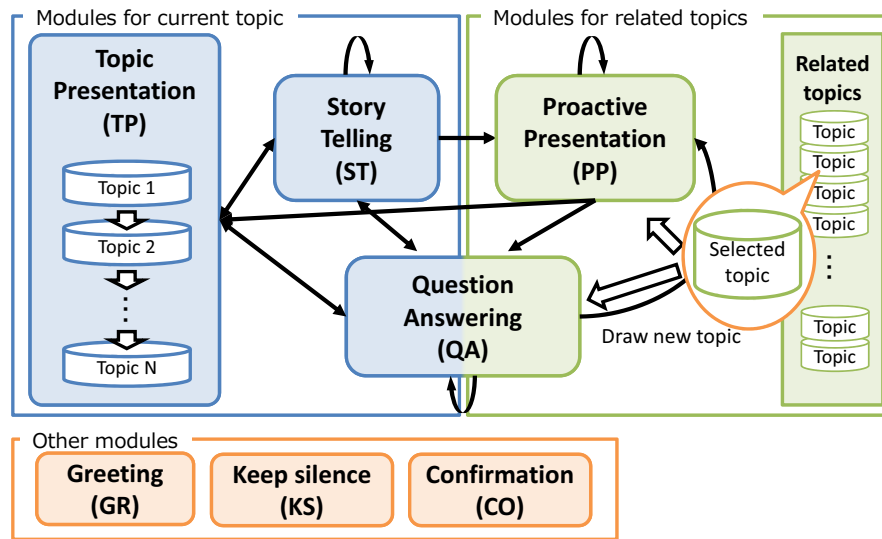 Modules for current topic
Modules for related topics
Topic
Presentation
(TP)
Topic 1
Topic 2
Topic N
Story
Telling
(ST)
Proactive
Presentation
(PP)
Question
Answering
(QA)
Related
topics
Topic
Topic
Topic
Topic
Selected
topic
Draw new topic
Topic
Topic
Other modules
Greeting
(GR)
Keep silence
(KS)
Confirmation
(CO)